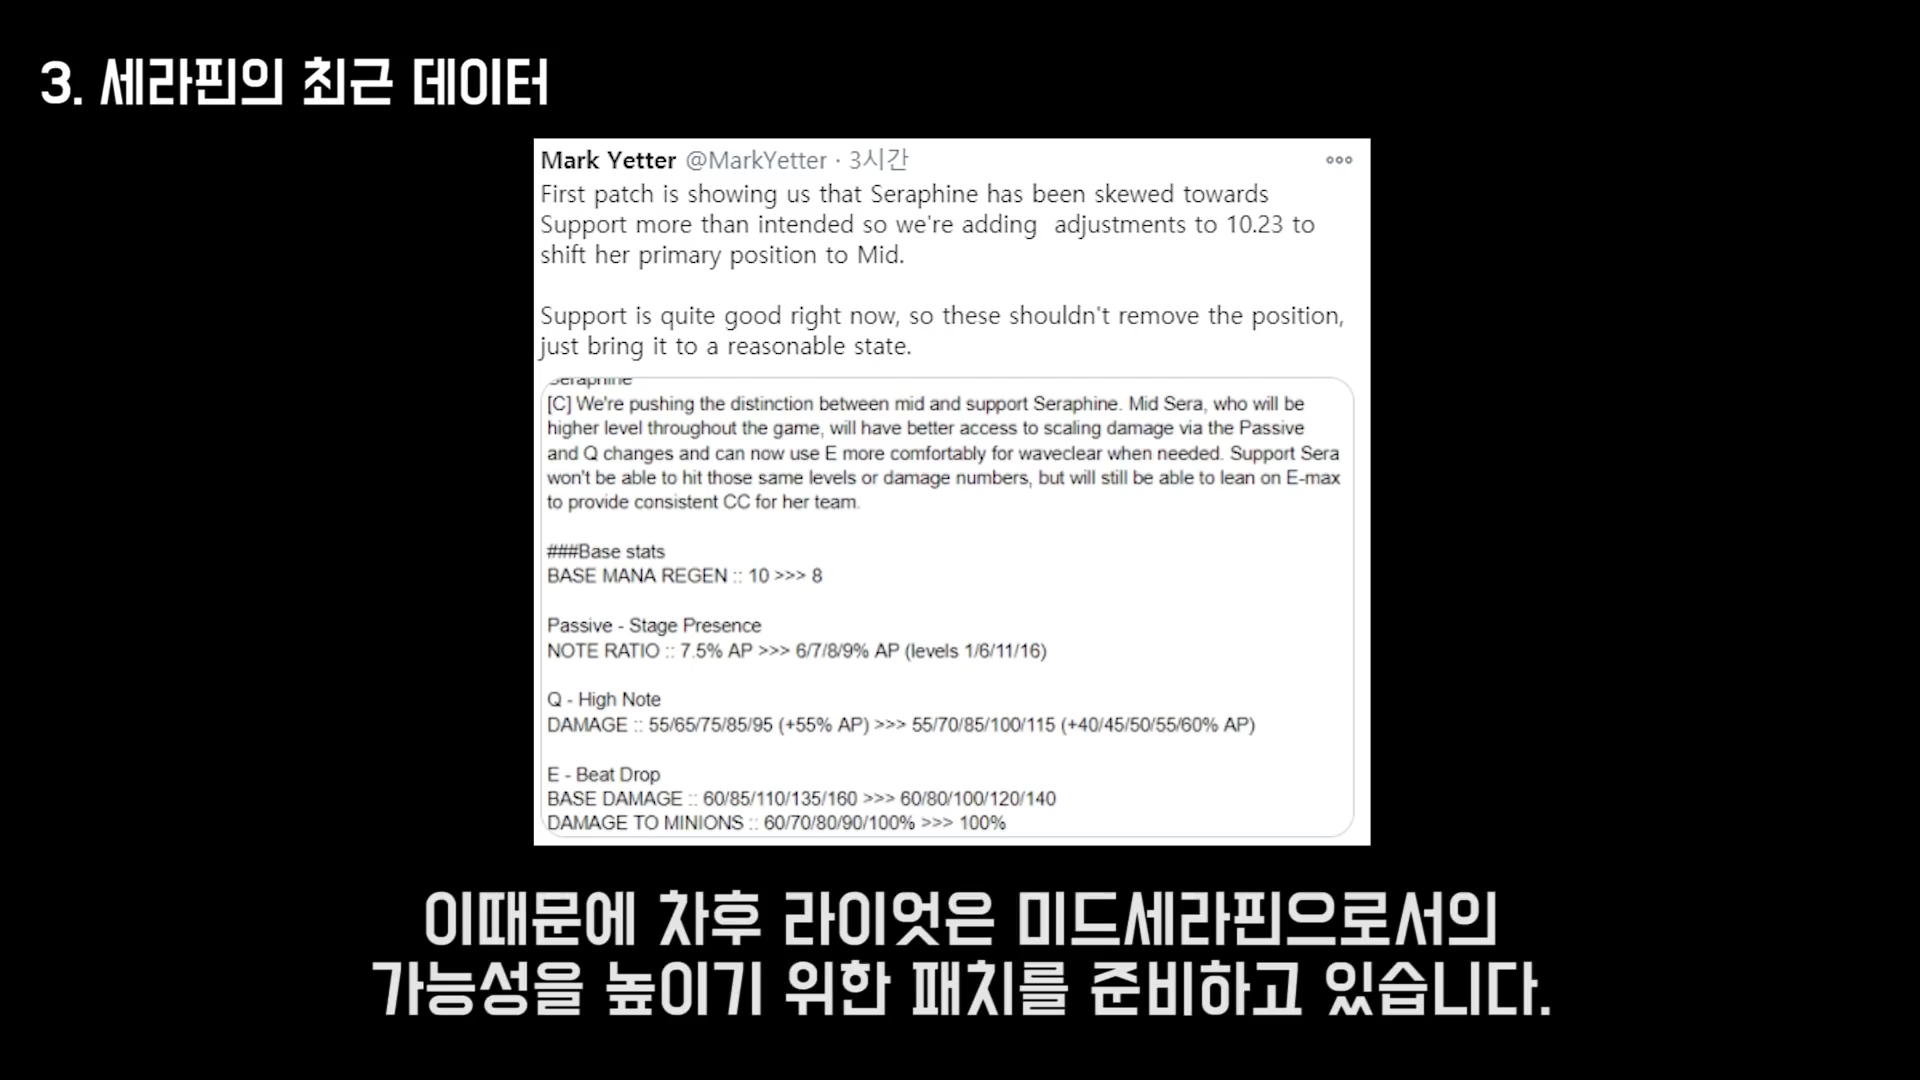 3. 세라핀의 최근 데이터
Mark Yetter @MarkYetter · 3시간
First patch is showing us that Seraphine has been skewed towards
Support more than intended so we're adding  adjustments to 10.23 to
shift her primary position to Mid.
Support is quite good right now, so these shouldn't remove the position,
just bring it to a reasonable state.
Seraphine
[C] We're pushing the distinction between mid and support Seraphine. Mid Sera, who will be
higher level throughout the game, will have better access to scaling damage via the Passive
and Q changes and can now use E more comfortably for waveclear when needed. Support Sera
won't be able to hit those same levels or damage numbers, but will still be able to lean on E-max
to provide consistent CC for her team.
###Base stats
BASE MANA REGEN :: 10 >>> 8
Passive - Stage Presence
NOTE RATIO :: 7.5% AP >>> 6/7/8/9% AP (levels 1/6/11/16)
Q - High Note
DAMAGE :: 55/65/75/85/95 (+55% AP) >>> 55/70/85/100/115 (+40/45/50/55/60% AP)
E - Beat Drop
BASE DAMAGE :: 60/85/110/135/160 >>> 60/80/100/120/140
DAMAGE TO MINIONS :: 60/70/80/90/100% >>> 100%
이때문에 차후 라이엇은 미드세라핀으로서의
가능성을 높이기 위한 패치를 준비하고 있습니다.